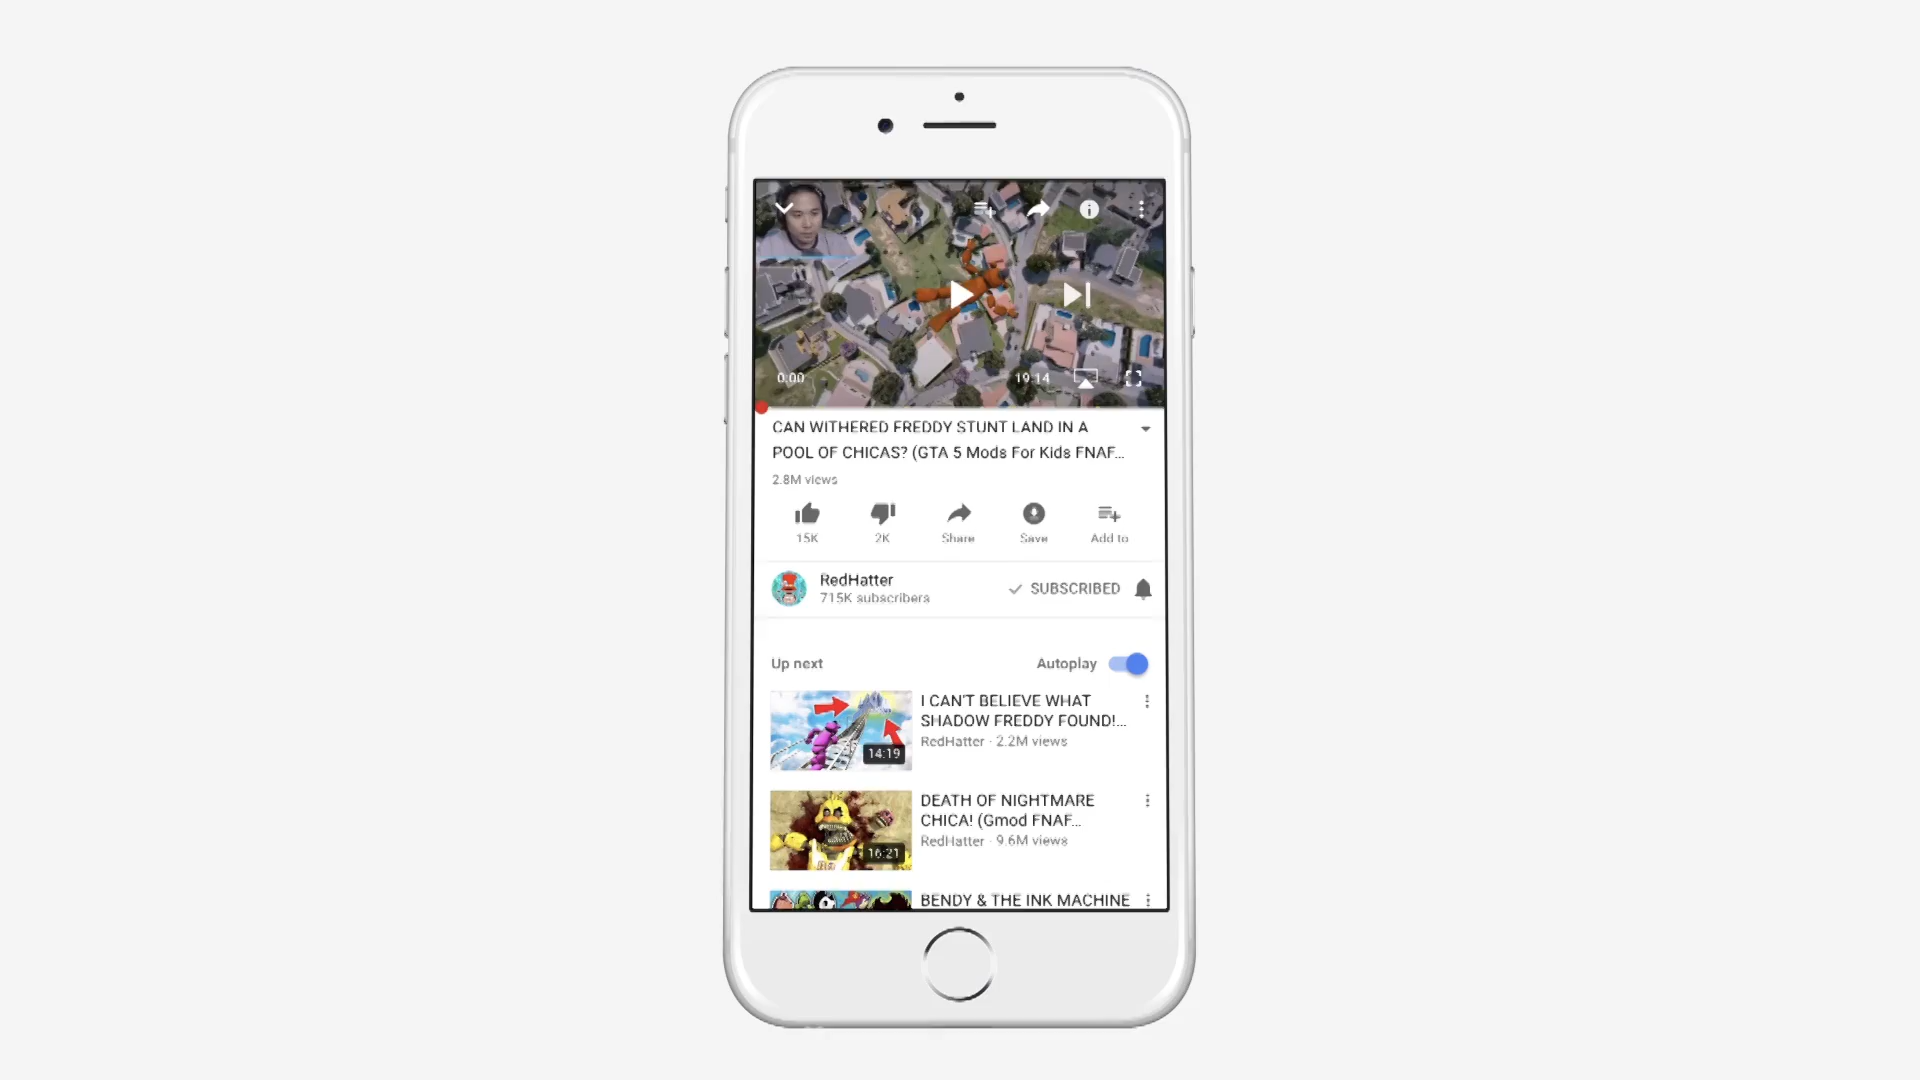 0:00
19:14
CAN WITHERED FREDDY STUNT LAND IN A
POOL OF CHICAS? (GTA 5 Mods For Kids FNAF...
2.8M views
15K
2K
Share
Save
Add to
RedHatter
715K subscribers
SUBSCRIBED
Up next
Autoplay
14:19
I CAN'T BELIEVE WHAT
SHADOW FREDDY FOUND!...
RedHatter · 2.2M views
16:21
DEATH OF NIGHTMARE
CHICA! (Gmod FNAF...
RedHatter · 9.6M views
BENDY & THE INK MACHINE